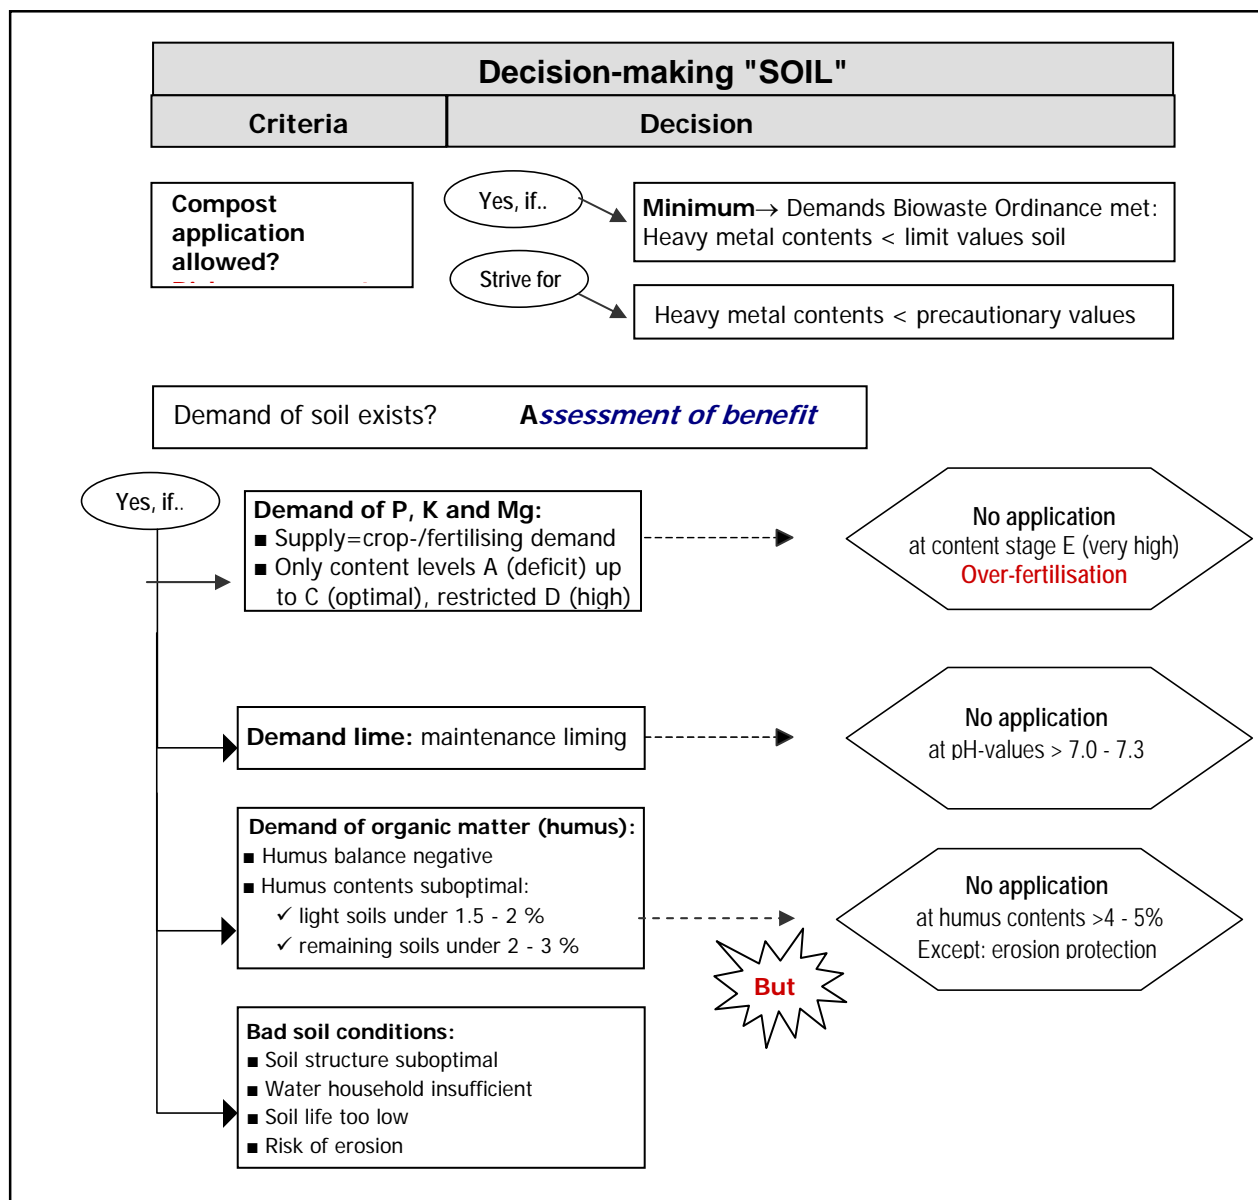 Decision-making "SOIL"
Criteria
Decision
Compost
application
allowed?
Yes, if..
Minimum→ Demands Biowaste Ordinance met:
Heavy metal contents < limit values soil
Strive for
Heavy metal contents < precautionary values
Demand of soil exists? Assessment of benefit
Yes, if..
Demand of P, K and Mg:
■ Supply=crop-/fertilising demand
■ Only content levels A (deficit) up
to C (optimal), restricted D (high)
No application
at content stage E (very high)
Over-fertilisation
Demand lime: maintenance liming
No application
at pH-values > 7.0 - 7.3
Demand of organic matter (humus):
■ Humus balance negative
■ Humus contents suboptimal:
✓ light soils under 1.5 - 2 %
✓ remaining soils under 2 - 3 %
No application
at humus contents >4 - 5%
Except: erosion protection
But
Bad soil conditions:
■ Soil structure suboptimal
■ Water household insufficient
■ Soil life too low
■ Risk of erosion